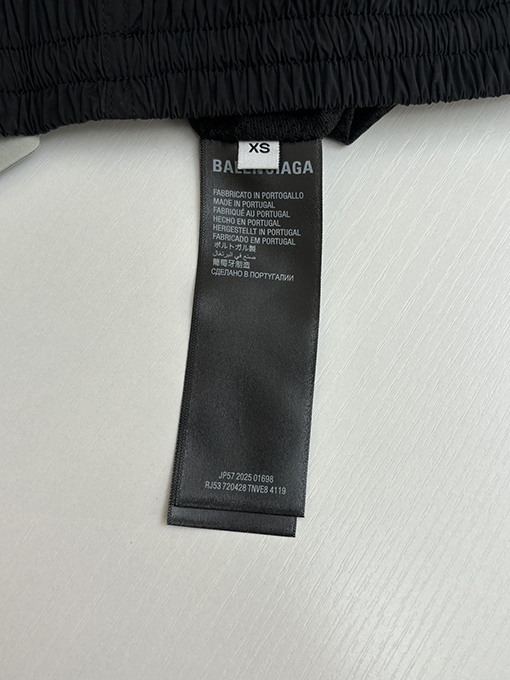 XS
BALENCIAGA
FABBRICATO IN PORTOGALLO
MADE IN PORTUGAL
FABRIQUÉ AU PORTUGAL
HECHO EN PORTUGAL
HERGESTELLT IN PORTUGAL
FABRICADO EM PORTUGAL
ポルトガル製
صنع في البرتغال
葡萄牙制造
СДЕЛАНО В ПОРТУГАЛИИ
JP57 2025 01698
RJ53 720428 TNVE8 4119